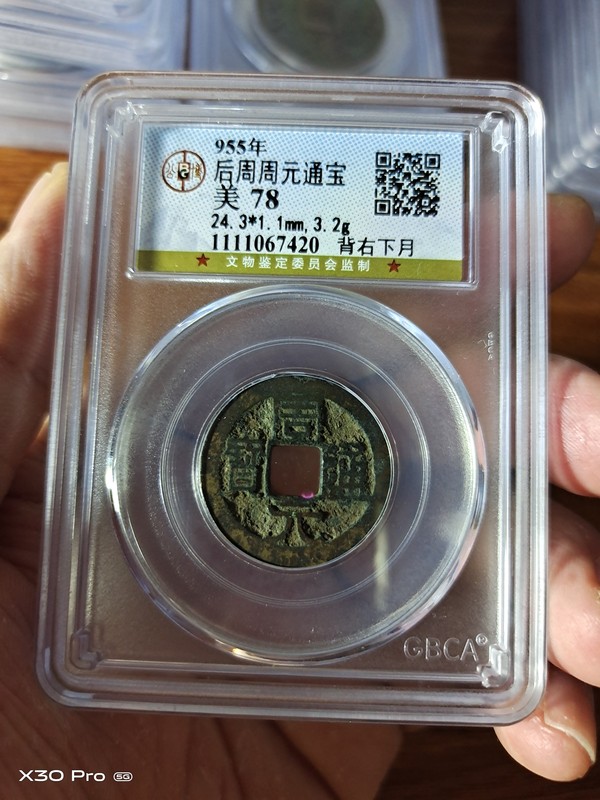 955年
后周周元通宝
美 78
24.3*1.1mm,3.2g
1111067420 背右下月
★ 文物鉴定委员会监制 ★
GBCA
周元通寶
GBCA®
X30 Pro 5G